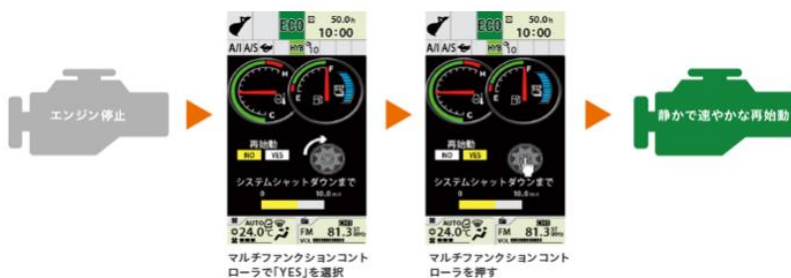 エンジン停止
ECO
50.0h
10:00
A/I A/S
HYB
10
H
C
F
E
再始動
NO YES
システムシャットダウンまで
0 10.0min
AUTO
24.0℃
FM 81.3MHz
VOL
マルチファンクションコント
ローラで「YES」を選択
ECO
50.0h
10:00
A/I A/S
HYB
10
H
C
F
E
再始動
NO YES
システムシャットダウンまで
0 10.0min
AUTO
24.0℃
FM 81.3MHz
VOL
マルチファンクションコント
ローラを押す
静かで速やかな再始動